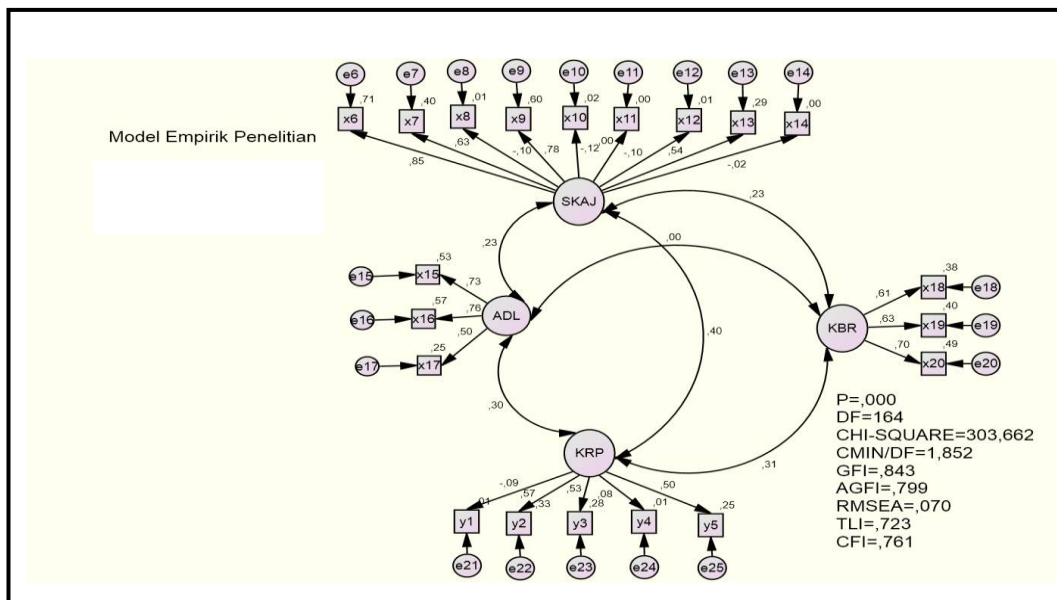 e6 e7 e8 e9 e10 e11 e12 e13 e14
,71 ,40 ,01 ,60 ,02 ,00 ,01 ,29 ,00
x6 x7 x8 x9 x10 x11 x12 x13 x14
Model Empirik Penelitian
,85 ,63 -,10 ,78 -,12 ,00 -,10 ,54 -,02
SKAJ
,23
,23
,00
,53
e15 x15 ,73
,57
e16 x16 ,76
ADL
,25
e17 x17 ,50
,40
,38
,61 x18 e18
,40
KBR ,63 x19 e19
,49
,70 x20 e20
,30
KRP
,31
P=,000
DF=164
CHI-SQUARE=303,662
CMIN/DF=1,852
GFI=,843
AGFI=,799
RMSEA=,070
TLI=,723
CFI=,761
-,09 ,57 ,53 ,08 ,50
,01 ,33 ,28 ,01 ,25
y1 y2 y3 y4 y5
e21 e22 e23 e24 e25